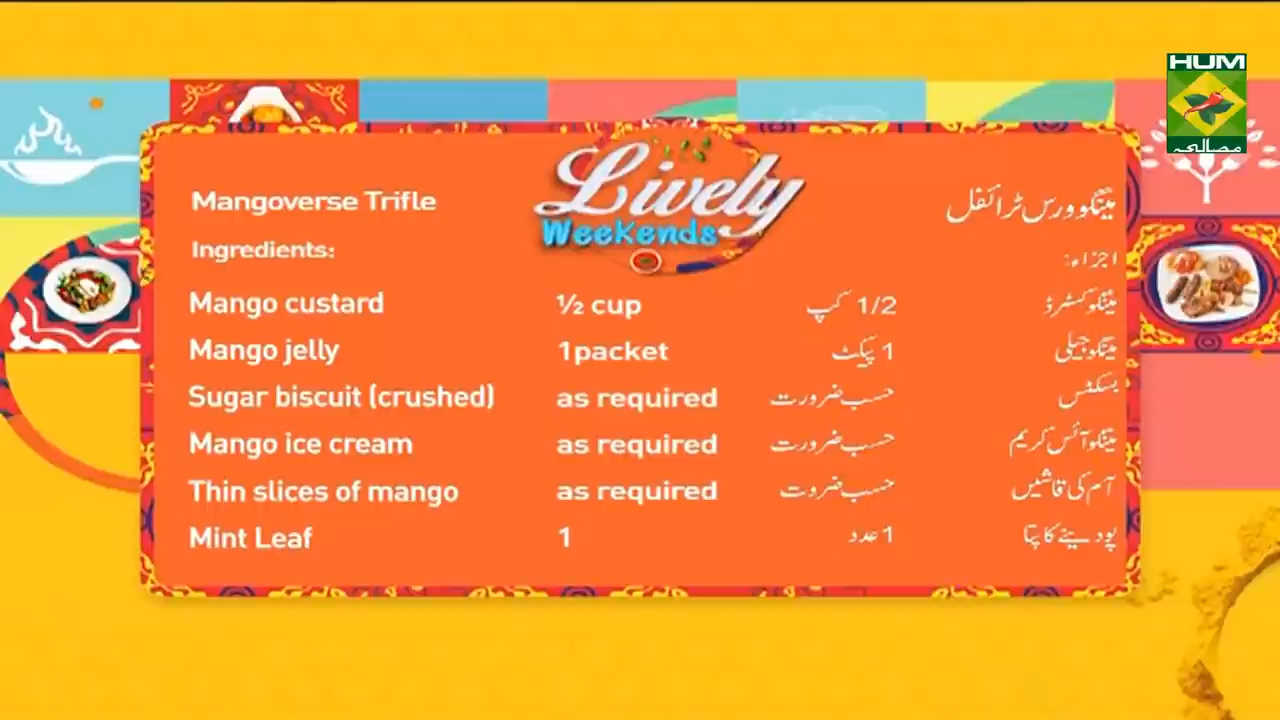 HUM
مصالحہ
Lively
Weekends
Mangoverse Trifle مینگو ورس ٹرائفل
Ingredients: اجزاء:
Mango custard ½ cup 1/2 کپ مینگو کسٹرڈ
Mango jelly 1packet 1 پیکٹ مینگو جیلی
Sugar biscuit (crushed) as required حسب ضرورت بسکٹس
Mango ice cream as required حسب ضرورت مینگو آئس کریم
Thin slices of mango as required حسب ضروت آم کی قاشیں
Mint Leaf 1 1 عدد پودینے کا پتا